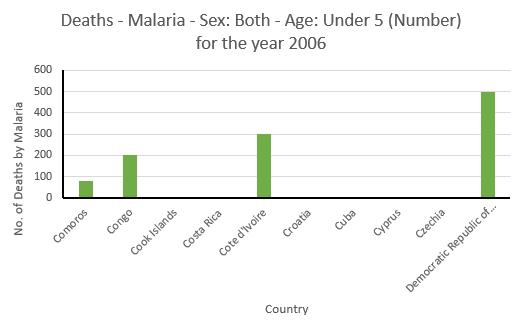 Deaths - Malaria - Sex: Both - Age: Under 5 (Number)
for the year 2006
600
500
400
300
200
100
0
No. of Deaths by Malaria
Comoros
Congo
Cook Islands
Costa Rica
Cote d'Ivoire
Croatia
Cuba
Cyprus
Czechia
Democratic Republic of...
Country